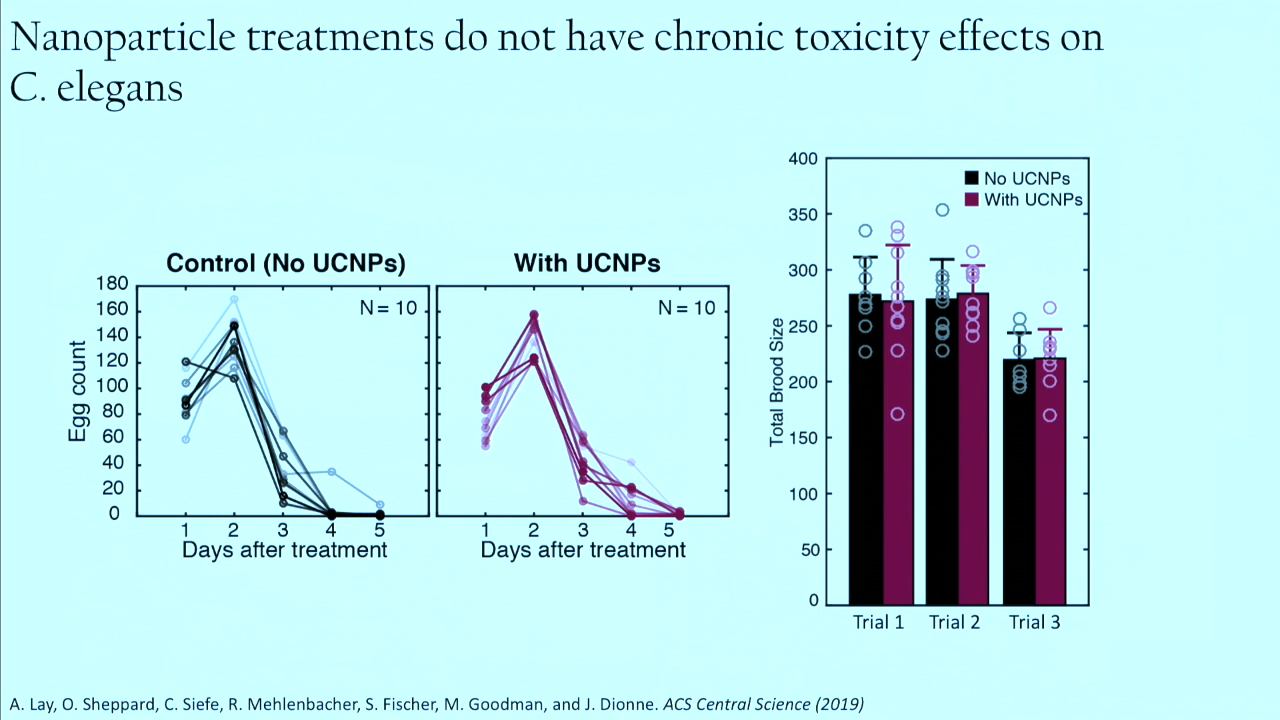 Nanoparticle treatments do not have chronic toxicity effects on
C. elegans
Control (No UCNPs)
N = 10
Egg count
180
160
140
120
100
80
60
40
20
0
1 2 3 4 5
Days after treatment
With UCNPs
N = 10
1 2 3 4 5
Days after treatment
No UCNPs
With UCNPs
Total Brood Size
400
350
300
250
200
150
100
50
0
Trial 1 Trial 2 Trial 3
A. Lay, O. Sheppard, C. Siefe, R. Mehlenbacher, S. Fischer, M. Goodman, and J. Dionne. ACS Central Science (2019)